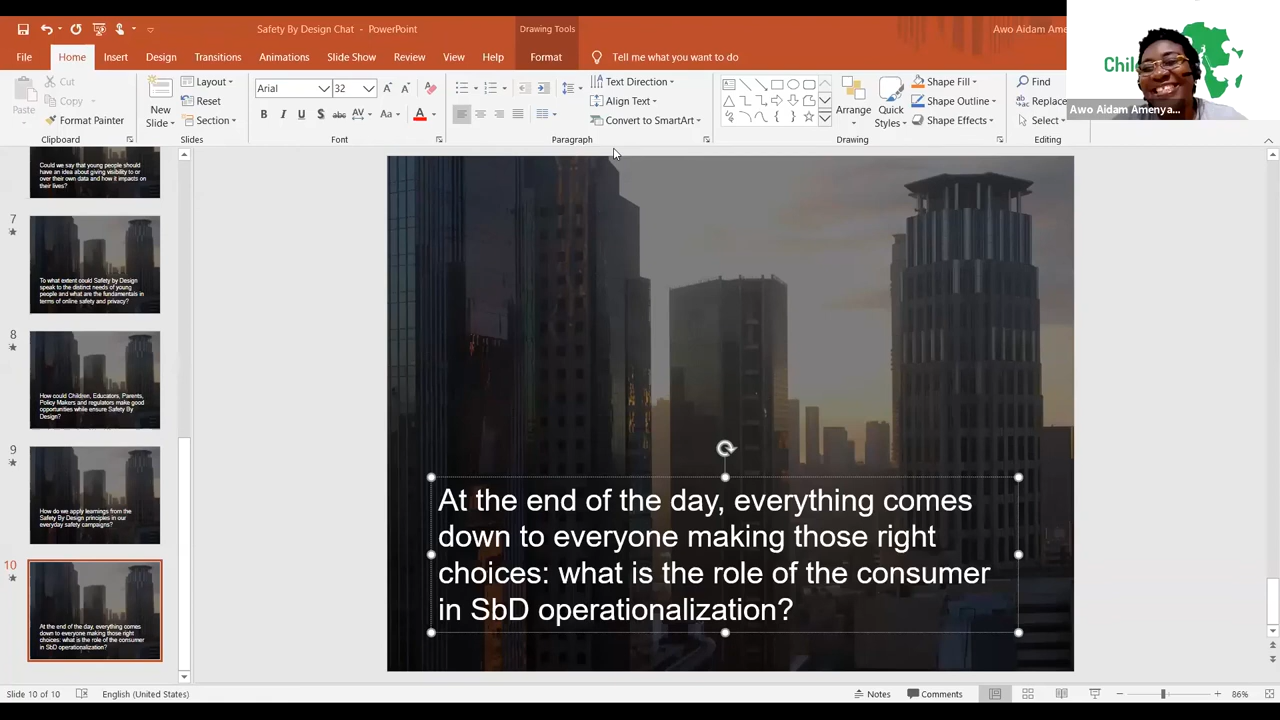 Safety By Design Chat - PowerPoint
Drawing Tools
Awo Aidam Ame
File
Home
Insert
Design
Transitions
Animations
Slide Show
Review
View
Help
Format
Tell me what you want to do
Chil
Awo Aidam Amenya...
Paste
Cut
Copy
Format Painter
Clipboard
New
Slide
Layout
Reset
Section
Slides
Arial
32
B I U S abc AV Aa A
Font
Text Direction
Align Text
Convert to SmartArt
Paragraph
Arrange
Quick
Styles
Shape Fill
Shape Outline
Shape Effects
Drawing
Find
Replace
Select
Could we say that young people should
have an idea about giving visibility to or
over their own data and how it impacts on
their lives?
7
To what extent could Safety by Design
speak to the distinct needs of young
people and what are the fundamentals in
terms of online safety and privacy?
8
How could Children, Educators, Parents,
Policy Makers and regulators make good
opportunities while ensure Safety By
Design?
9
How do we apply learnings from the
Safety By Design principles in our
everyday safety campaigns?
10
At the end of the day, everything comes
down to everyone making those right
choices: what is the role of the consumer
in SbD operationalization?
At the end of the day, everything comes
down to everyone making those right
choices: what is the role of the consumer
in SbD operationalization?
Slide 10 of 10
English (United States)
Notes
Comments
86%